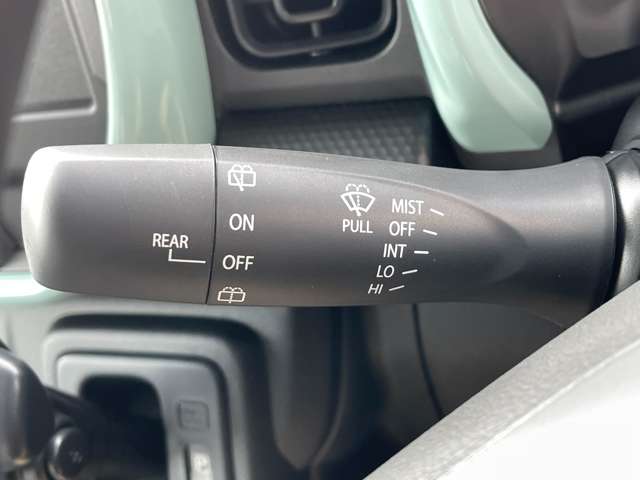 REAR
ON
OFF
PULL
MIST
OFF
INT
LO
HI